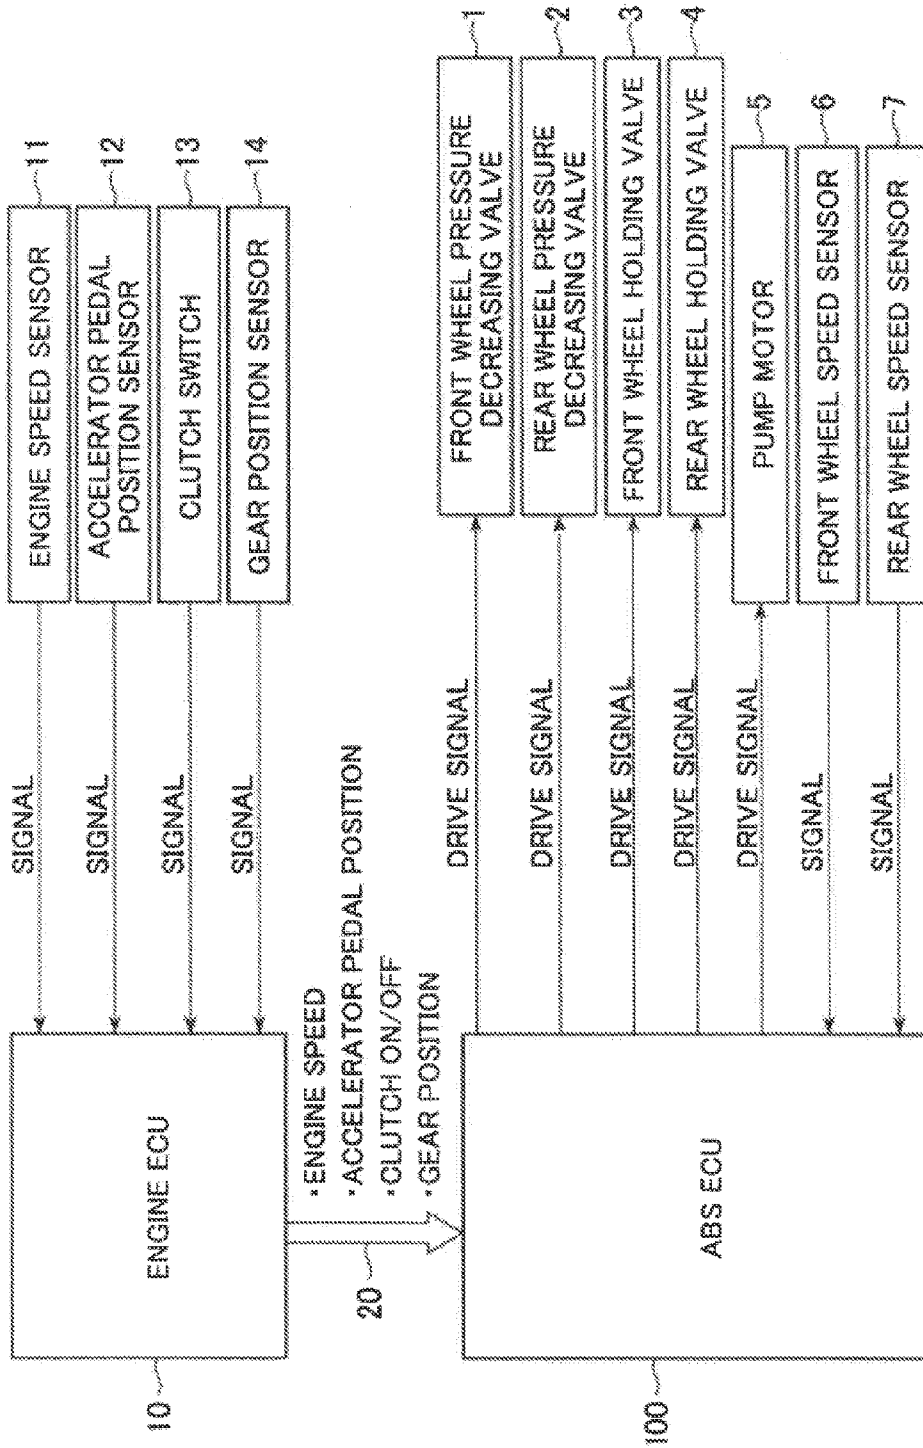 10
ENGINE ECU
SIGNAL
ENGINE SPEED SENSOR
11
SIGNAL
ACCELERATOR PEDAL
POSITION SENSOR
12
SIGNAL
CLUTCH SWITCH
13
SIGNAL
GEAR POSITION SENSOR
14
20
・ENGINE SPEED
・ACCELERATOR PEDAL POSITION
・CLUTCH ON/OFF
・GEAR POSITION
100
ABS ECU
DRIVE SIGNAL
FRONT WHEEL PRESSURE
DECREASING VALVE
1
DRIVE SIGNAL
REAR WHEEL PRESSURE
DECREASING VALVE
2
DRIVE SIGNAL
FRONT WHEEL HOLDING VALVE
3
DRIVE SIGNAL
REAR WHEEL HOLDING VALVE
4
DRIVE SIGNAL
PUMP MOTOR
5
SIGNAL
FRONT WHEEL SPEED SENSOR
6
SIGNAL
REAR WHEEL SPEED SENSOR
7